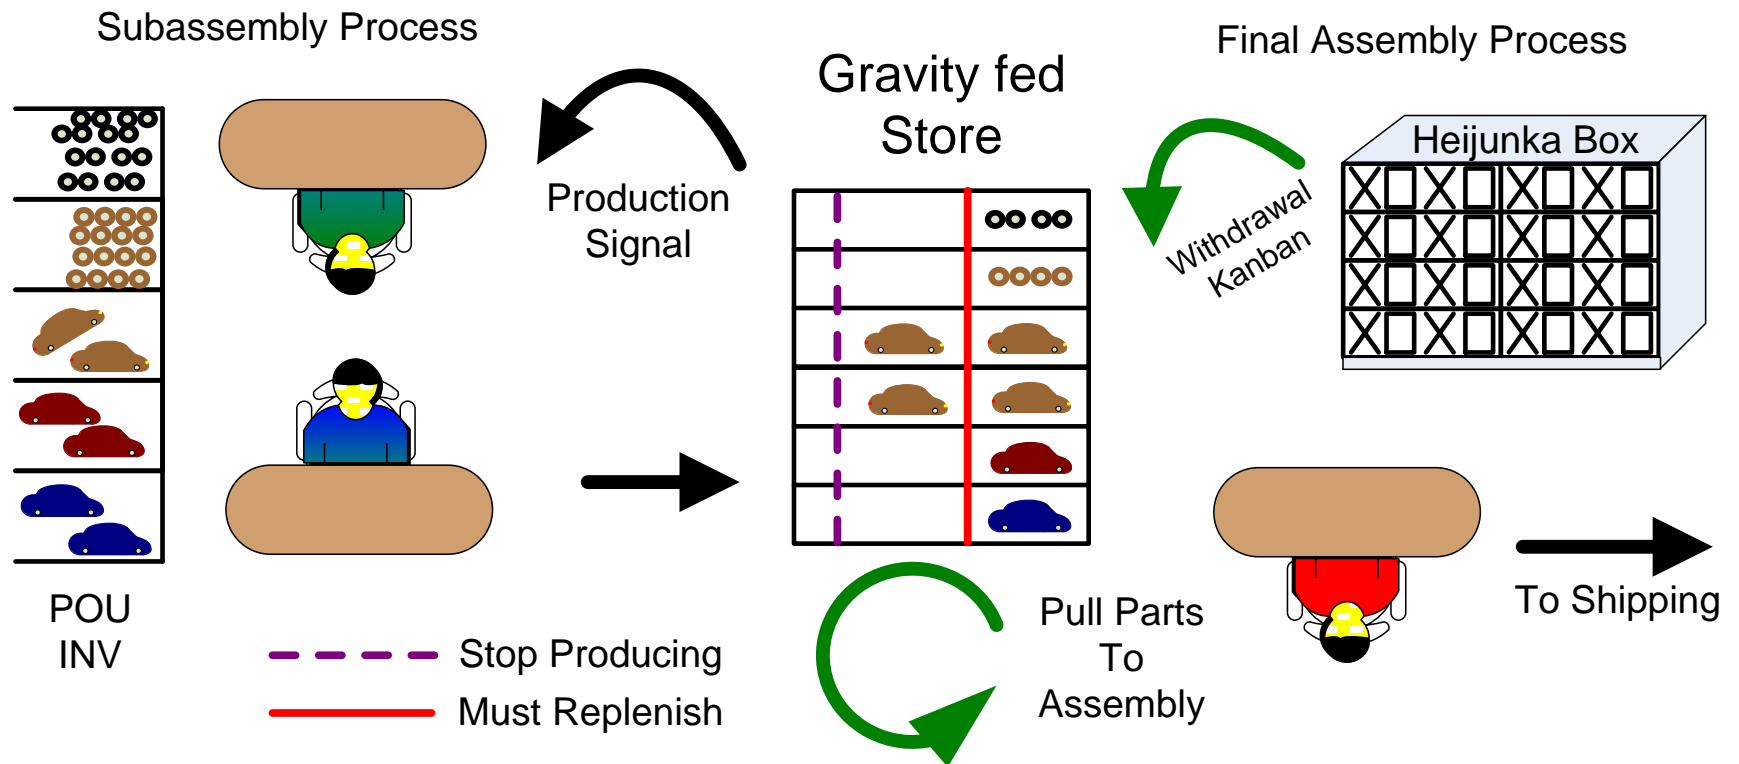 Subassembly Process
Final Assembly Process
Gravity fed
Store
Heijunka Box
Production
Signal
Withdrawal
Kanban
POU
INV
Stop Producing
Must Replenish
Pull Parts
To
Assembly
To Shipping